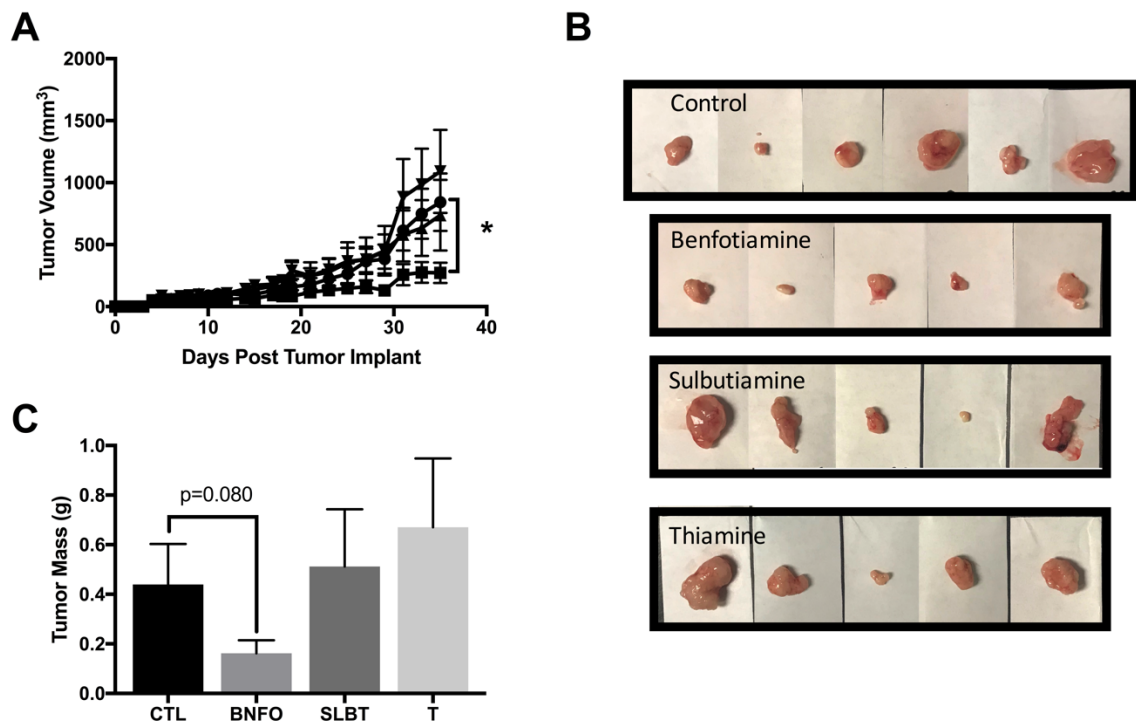 A
Tumor Voume (mm3)
2000
1500
1000
500
0
0 10 20 30 40
Days Post Tumor Implant
*
B
Control
Benfotiamine
Sulbutiamine
Thiamine
C
Tumor Mass (g)
1.0
0.8
0.6
0.4
0.2
0.0
p=0.080
CTL BNFO SLBT T